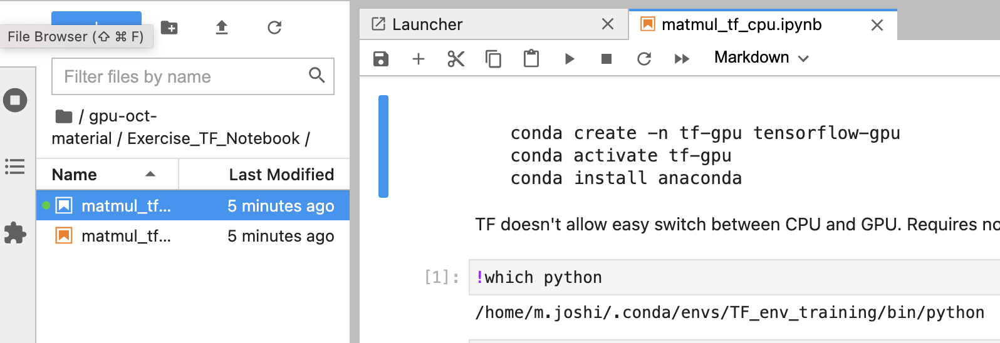 File Browser (⇧ ⌘ F)
Filter files by name
/ gpu-oct-
material / Exercise_TF_Notebook /
Name Last Modified
matmul_tf... 5 minutes ago
matmul_tf... 5 minutes ago
Launcher
matmul_tf_cpu.ipynb
Markdown
conda create -n tf-gpu tensorflow-gpu
conda activate tf-gpu
conda install anaconda
TF doesn't allow easy switch between CPU and GPU. Requires
[1]: !which python
/home/m.joshi/.conda/envs/TF_env_training/bin/python